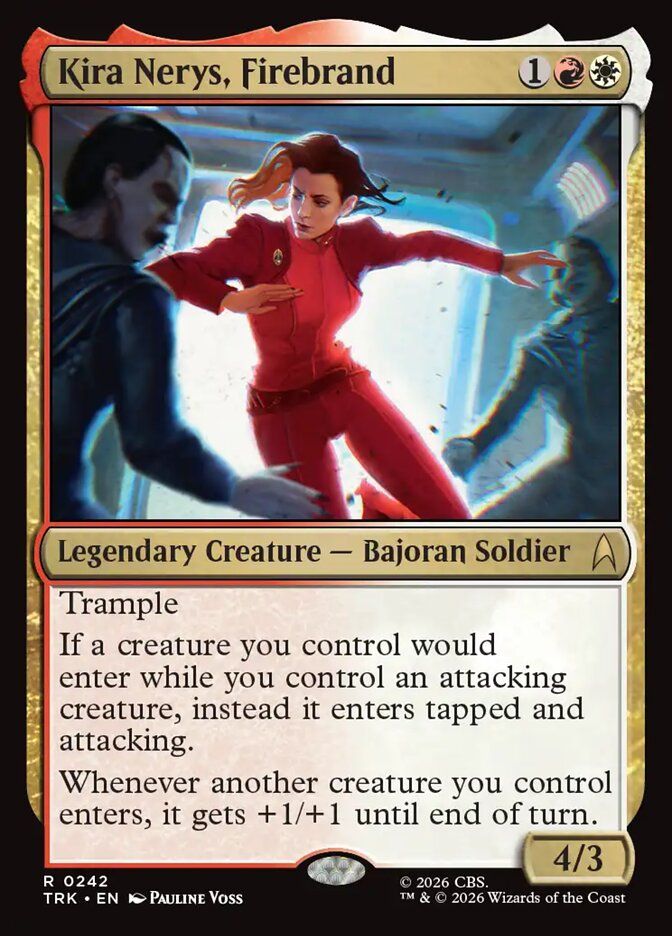 Kira Nerys, Firebrand 1
Legendary Creature — Bajoran Soldier
Trample
If a creature you control would
enter while you control an attacking
creature, instead it enters tapped and
attacking.
Whenever another creature you control
enters, it gets +1/+1 until end of turn.
4/3
R 0242
TRK • EN Pauline Voss
© 2026 CBS.
™ & © 2026 Wizards of the Coast